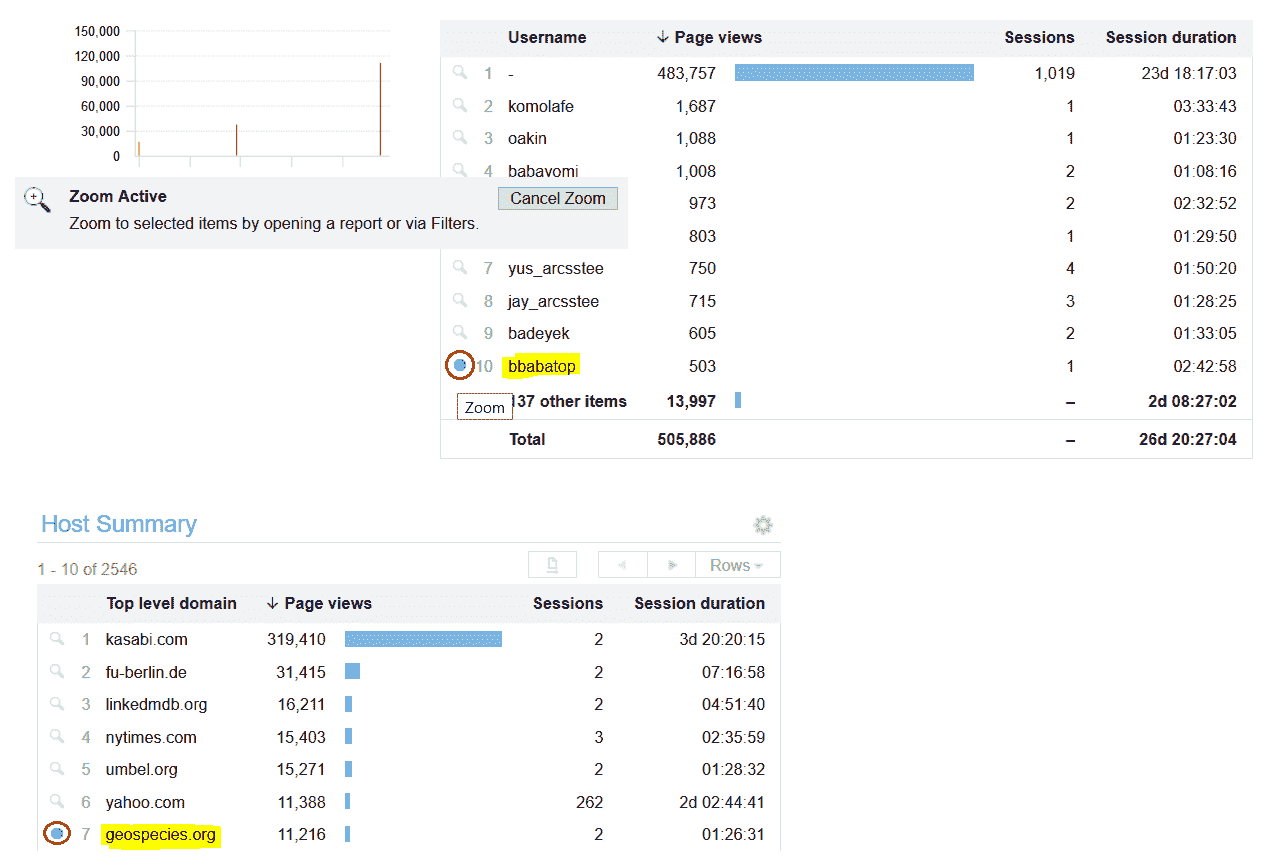 150,000
120,000
90,000
60,000
30,000
0
Zoom Active
Zoom to selected items by opening a report or via Filters.
Cancel Zoom
Username ↓ Page views Sessions Session duration
1 - 483,757 1,019 23d 18:17:03
2 komolafe 1,687 1 03:33:43
3 oakin 1,088 1 01:23:30
4 babayomi 1,008 2 01:08:16
973 2 02:32:52
803 1 01:29:50
7 yus_arcsstee 750 4 01:50:20
8 jay_arcsstee 715 3 01:28:25
9 badeyek 605 2 01:33:05
10 bbabatop 503 1 02:42:58
Zoom
137 other items 13,997 – 2d 08:27:02
Total 505,886 – 26d 20:27:04
Host Summary
1 - 10 of 2546
Rows
Top level domain ↓ Page views Sessions Session duration
1 kasabi.com 319,410 2 3d 20:20:15
2 fu-berlin.de 31,415 2 07:16:58
3 linkedmdb.org 16,211 2 04:51:40
4 nytimes.com 15,403 3 02:35:59
5 umbel.org 15,271 2 01:28:32
6 yahoo.com 11,388 262 2d 02:44:41
7 geospecies.org 11,216 2 01:26:31